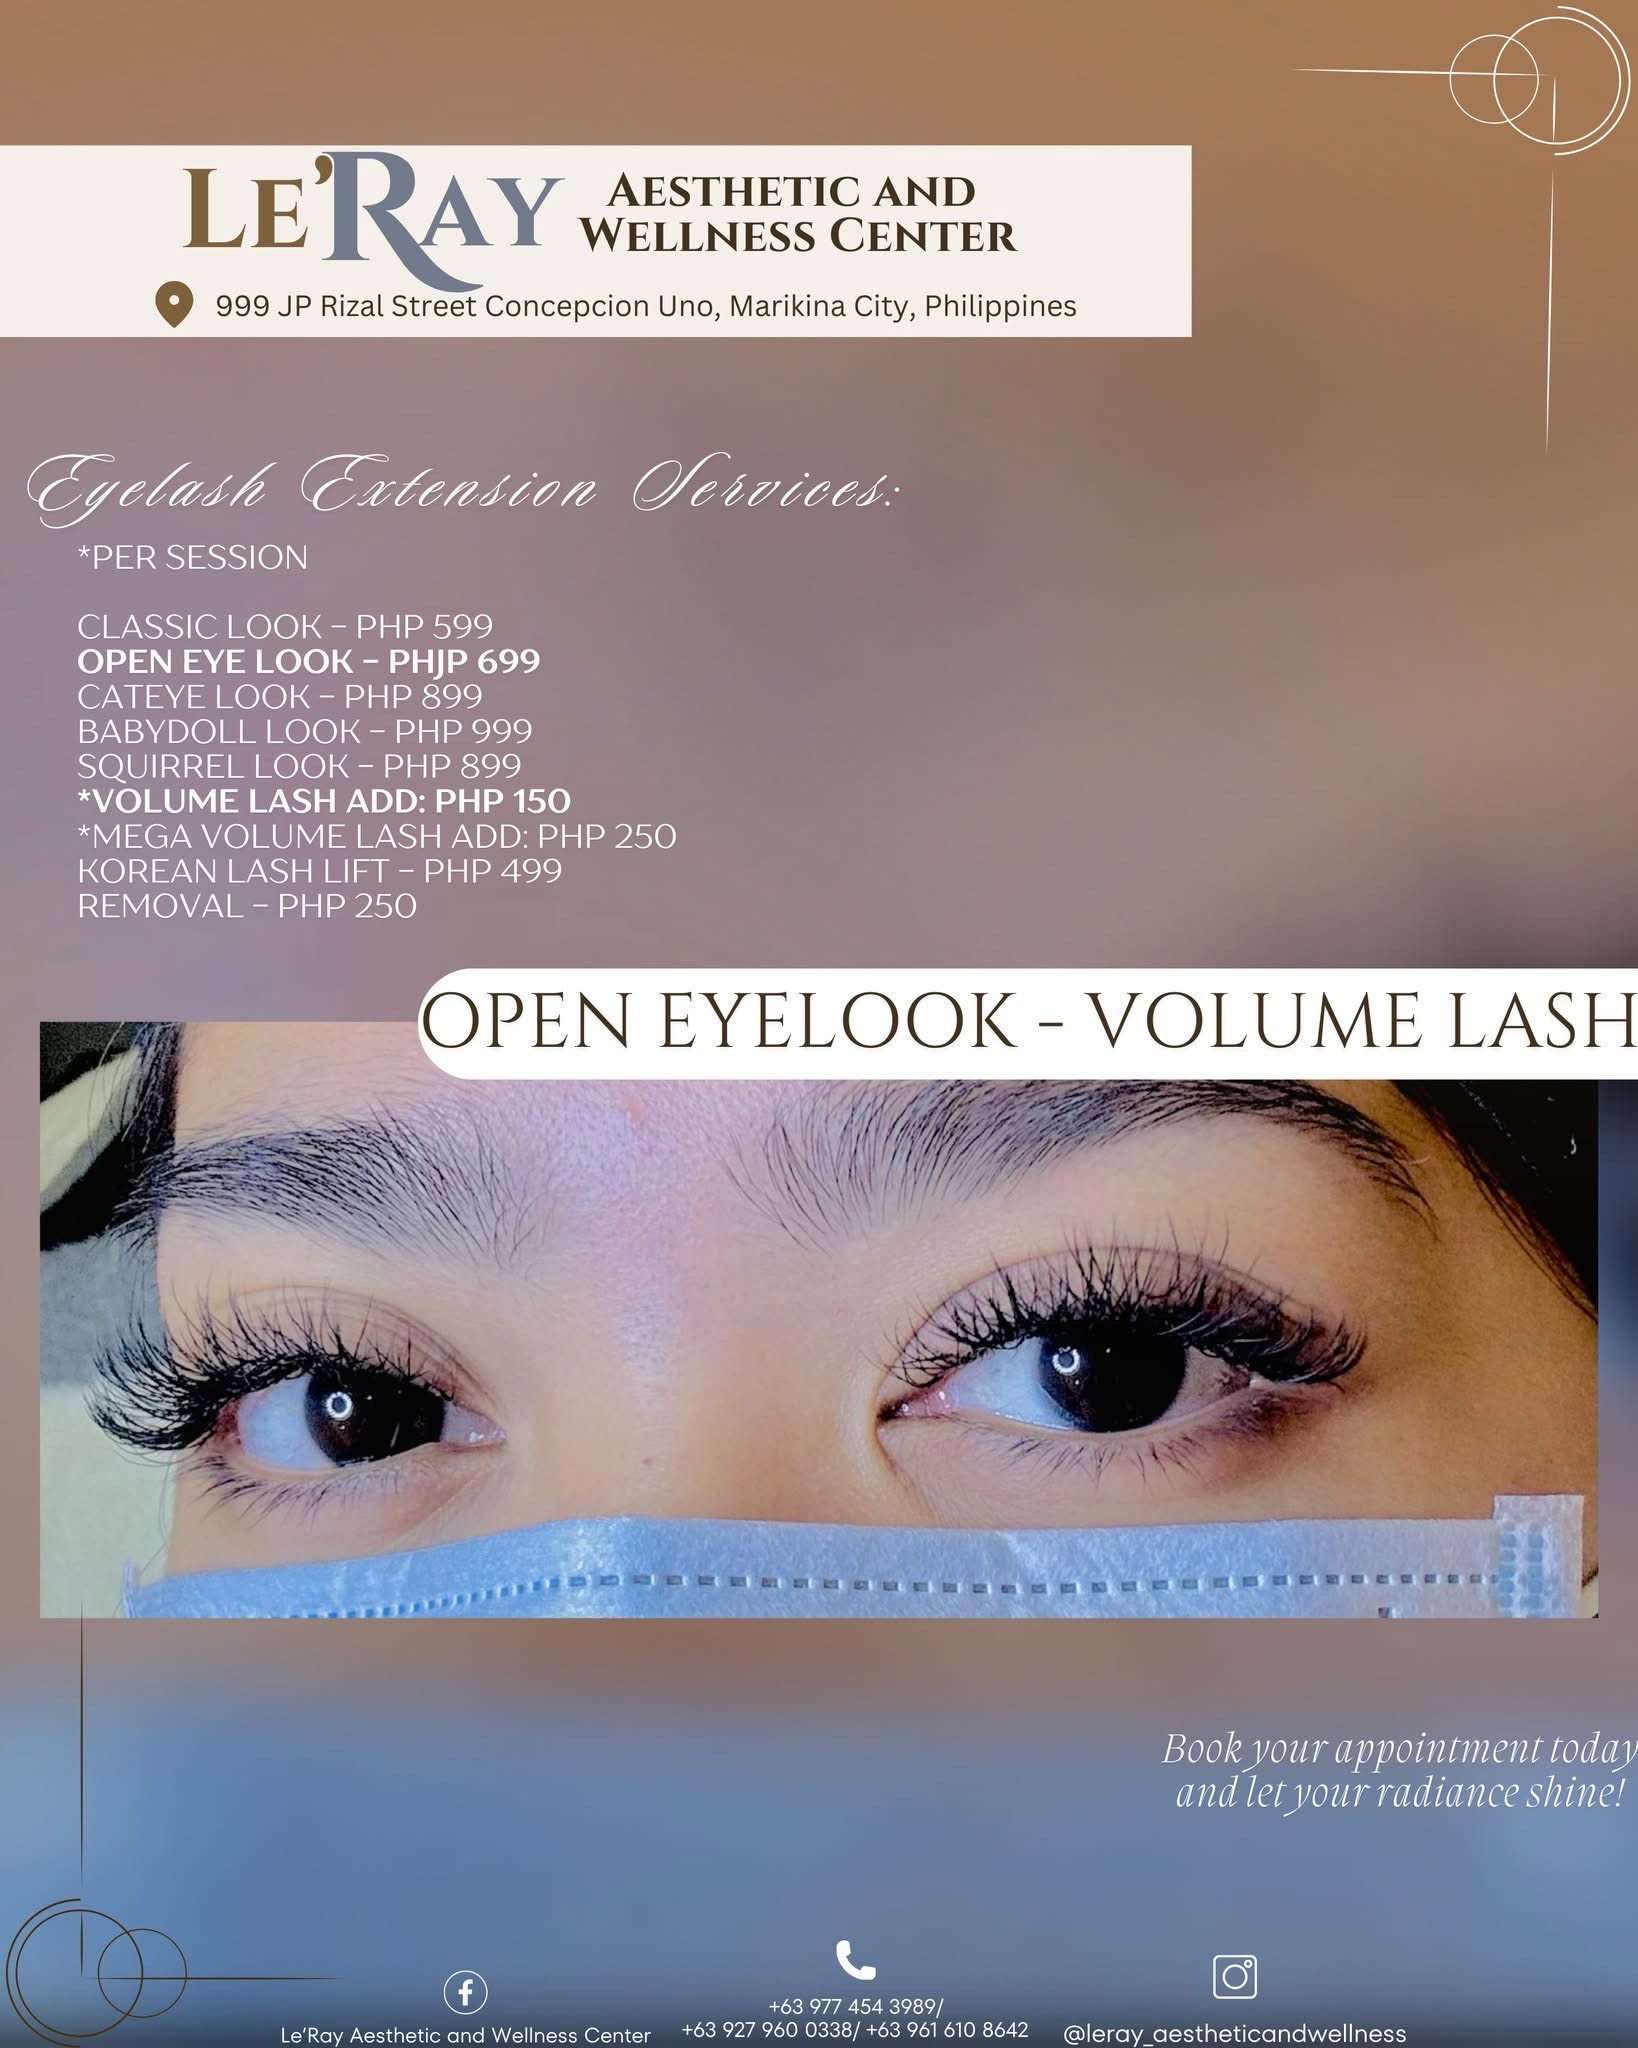 LE'RAY AESTHETIC AND
WELLNESS CENTER
999 JP Rizal Street Concepcion Uno, Marikina City, Philippines
Eyelash Extension Services:
*PER SESSION
CLASSIC LOOK – PHP 599
OPEN EYE LOOK – PHJP 699
CATEYE LOOK – PHP 899
BABYDOLL LOOK – PHP 999
SQUIRREL LOOK – PHP 899
*VOLUME LASH ADD: PHP 150
*MEGA VOLUME LASH ADD: PHP 250
KOREAN LASH LIFT – PHP 499
REMOVAL – PHP 250
OPEN EYELOOK - VOLUME LASH
Book your appointment today
and let your radiance shine!
Le'Ray Aesthetic and Wellness Center
+63 977 454 3989/
+63 927 960 0338/ +63 961 610 8642
@leray_aestheticandwellness